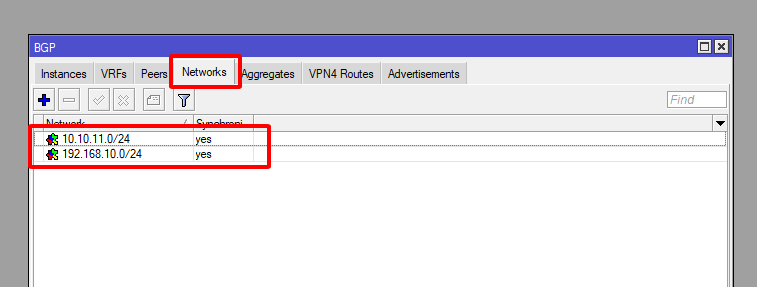 BGP
Instances VRFs Peers Networks Aggregates VPN4 Routes Advertisements
Find
Network Synchroni...
10.10.11.0/24 yes
192.168.10.0/24 yes